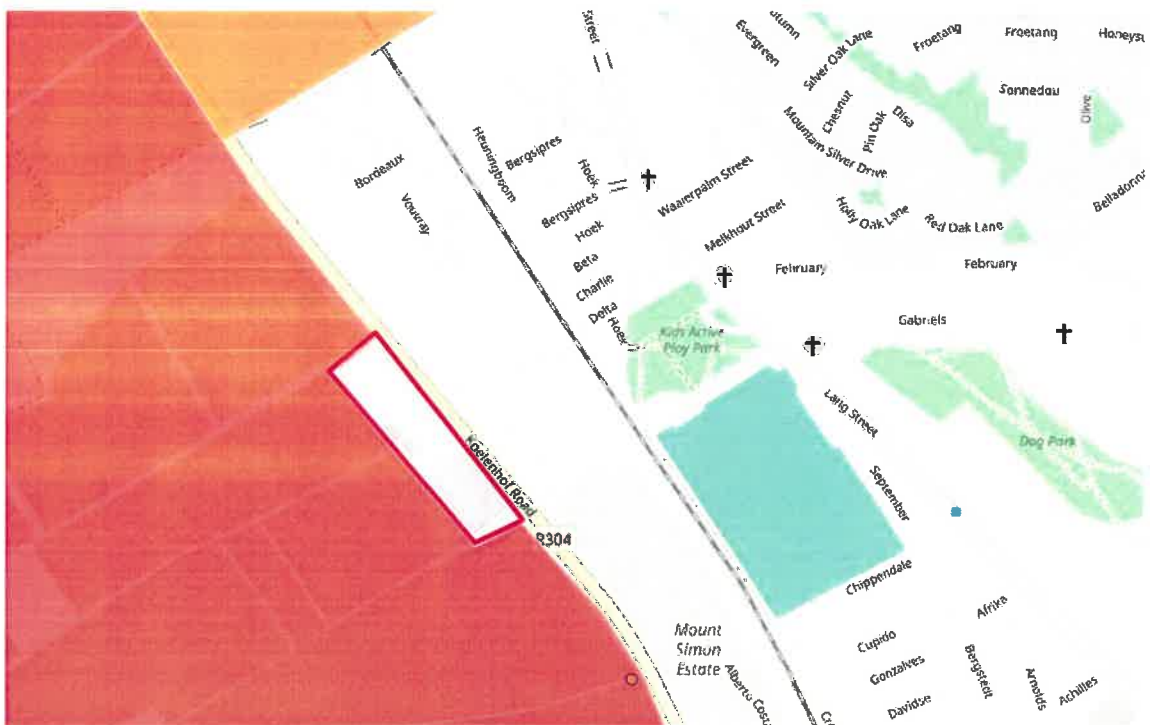 Street
Autumn
Evergreen
Silver Oak Lane
Froetang
Froetang
Sonnedau
Olive
Chesnut
Pin Oak
Disa
Mountain Silver Drive
Heuningboom
Bergsipres
Hoek
Bordeaux
Vouvray
Bergsipres
Hoek
Waaierpalm Street
Melkhout Street
Holly Oak Lane
Red Oak Lane
Beta
Charlie
Delta
Hoek
February
February
Gabriels
Kids Active
Play Park
Lang Street
Dog Park
September
Koelenhof Road
R304
Chippendale
Afrika
Mount
Simon
Estate
Cupido
Gonzalves
Davidse
Bergstedt
Arnolds
Achilles